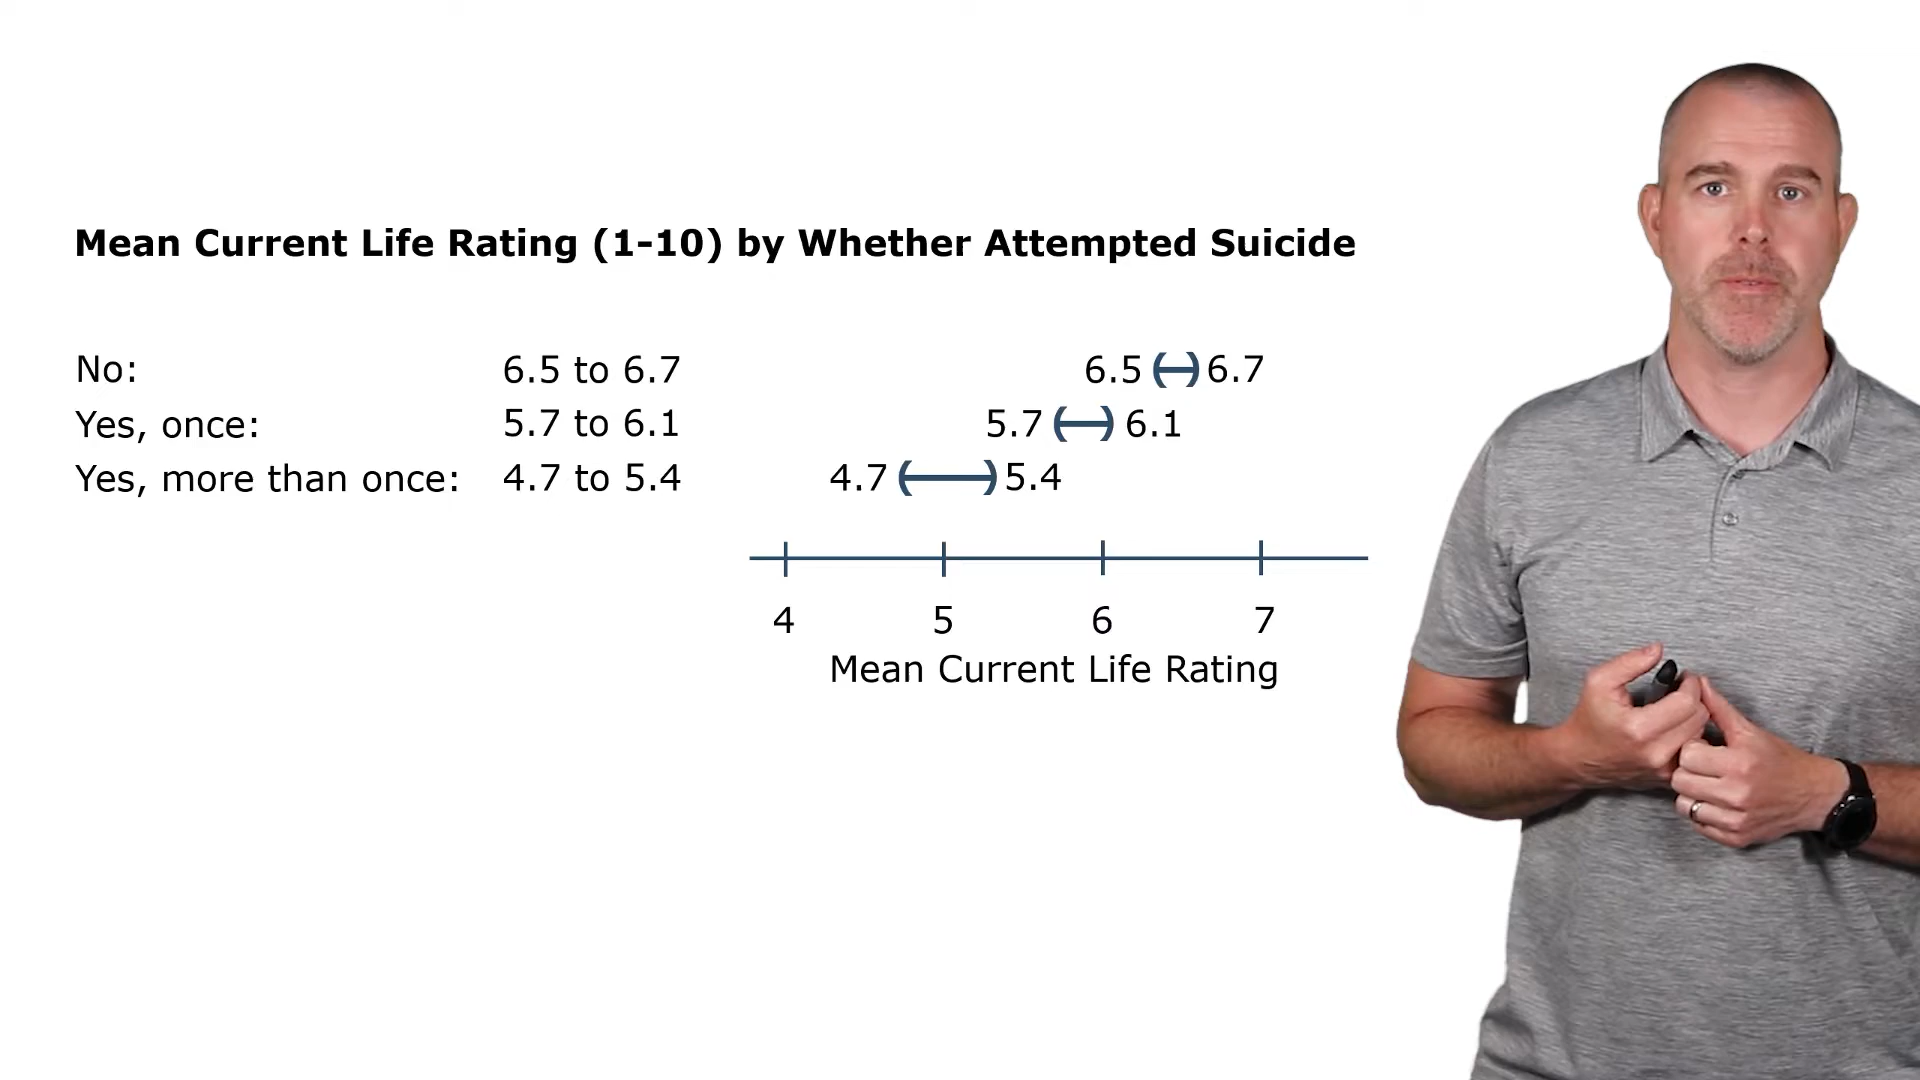 Mean Current Life Rating (1-10) by Whether Attempted Suicide
No: 6.5 to 6.7 6.5 (–) 6.7
Yes, once: 5.7 to 6.1 5.7 (–) 6.1
Yes, more than once: 4.7 to 5.4 4.7 (–) 5.4
4 5 6 7
Mean Current Life Rating